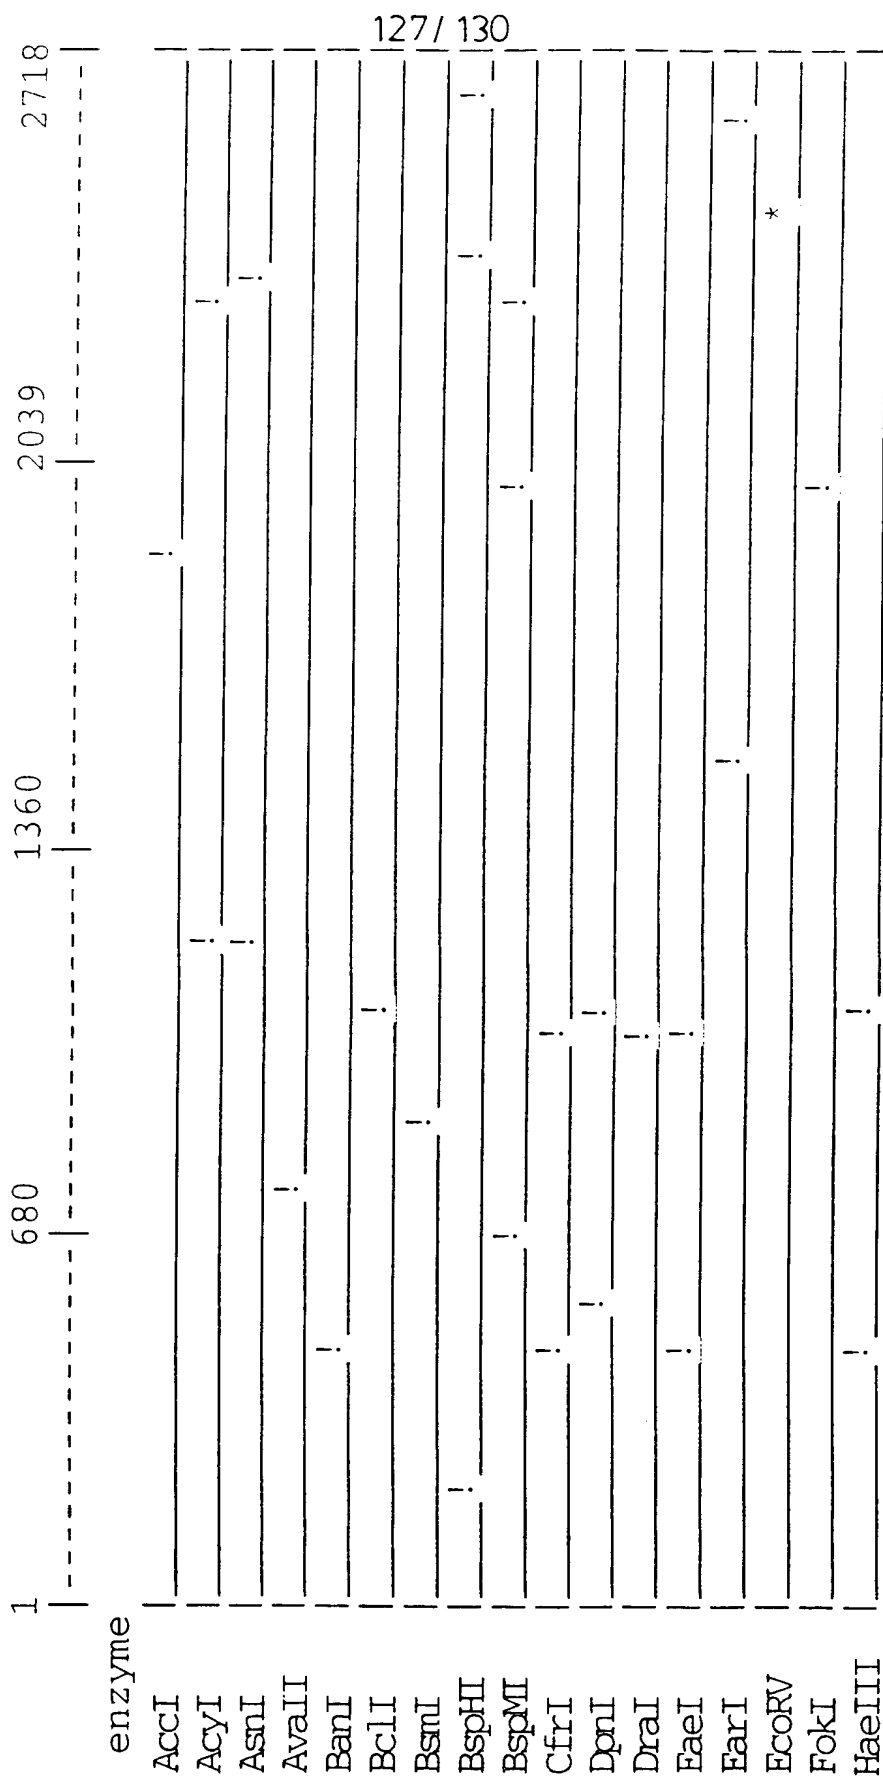 127/130
1 680 1360 2039 2718
enzyme
AccI
AcyI
AsnI
AvaII
BanI
BclI
BsmI
BspHI
BspMI
CfrI
DpnI
DraI
EaeI
EarI
EcoRV *
FokI
HaeIII